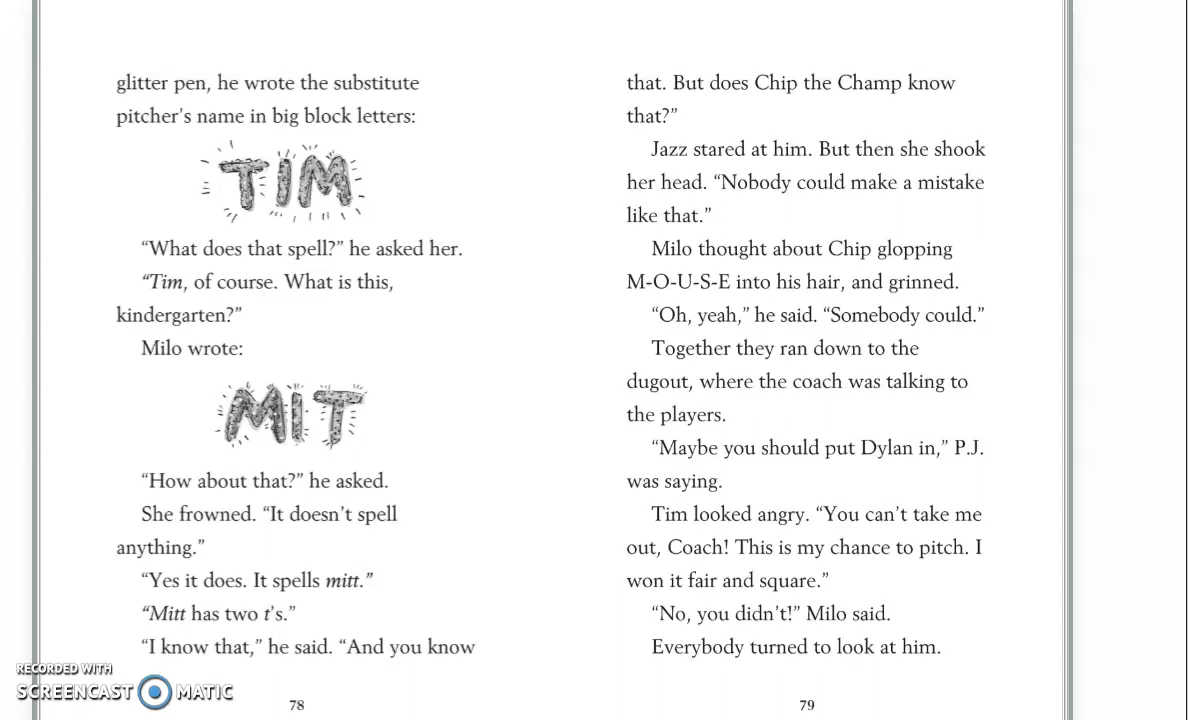 glitter pen, he wrote the substitute
pitcher’s name in big block letters:
TIM
“What does that spell?” he asked her.
“Tim, of course. What is this,
kindergarten?”
Milo wrote:
MIT
“How about that?” he asked.
She frowned. “It doesn’t spell
anything.”
“Yes it does. It spells mitt.”
“Mitt has two t’s.”
“I know that,” he said. “And you know
78
that. But does Chip the Champ know
that?”
Jazz stared at him. But then she shook
her head. “Nobody could make a mistake
like that.”
Milo thought about Chip glopping
M-O-U-S-E into his hair, and grinned.
“Oh, yeah,” he said. “Somebody could.”
Together they ran down to the
dugout, where the coach was talking to
the players.
“Maybe you should put Dylan in,” P.J.
was saying.
Tim looked angry. “You can’t take me
out, Coach! This is my chance to pitch. I
won it fair and square.”
“No, you didn’t!” Milo said.
Everybody turned to look at him.
79
RECORDED WITH
SCREENCAST MATIC